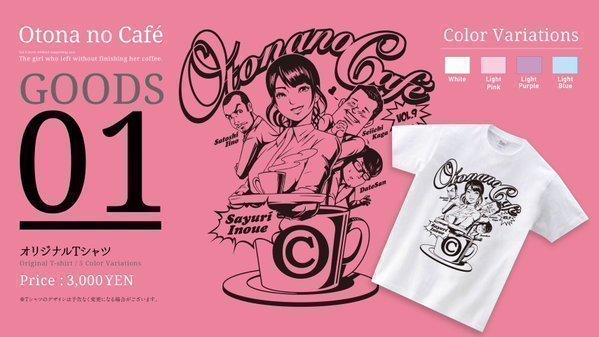 Otona no Café
The girl who left without finishing her coffee.
GOODS
01
オリジナルTシャツ
Original T-shirt / 5 Color Variations
Price : 3,000 YEN
※Tシャツのデザインは予告なく変更になる場合がございます。
Otona no Café
VOL.9
Satoshi Iino
Seiichi Kaga
DateSan
Sayuri
Inoue
©
Color Variations
White
Light
Pink
Light
Purple
Light
Blue
Otona no Café
©